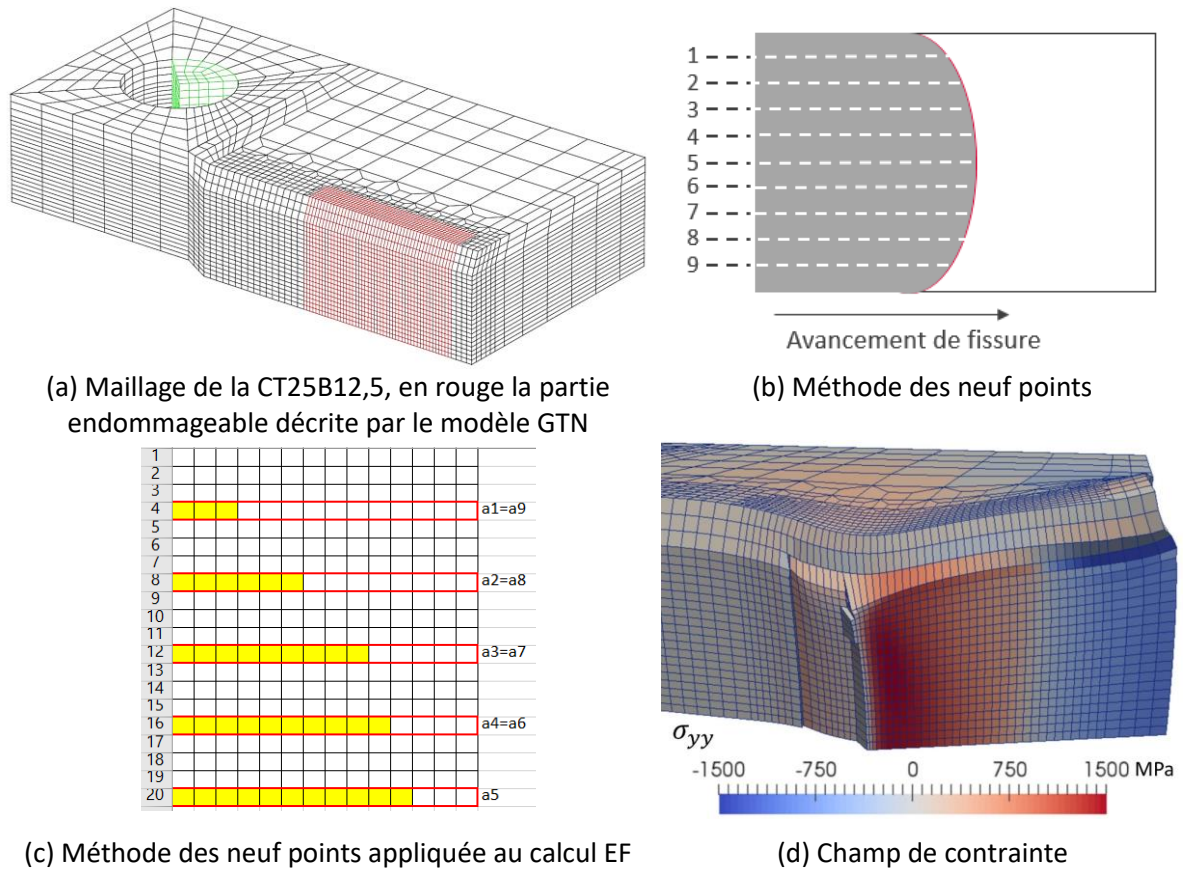 1
2
3
4
5
6
7
8
9
Avancement de fissure
(a) Maillage de la CT25B12,5, en rouge la partie
endommageable décrite par le modèle GTN
(b) Méthode des neuf points
1
2
3
4
a1=a9
5
6
7
8
a2=a8
9
10
11
12
a3=a7
13
14
15
16
a4=a6
17
18
19
20
a5
σyy
-1500 -750 0 750 1500 MPa
(c) Méthode des neuf points appliquée au calcul EF
(d) Champ de contrainte